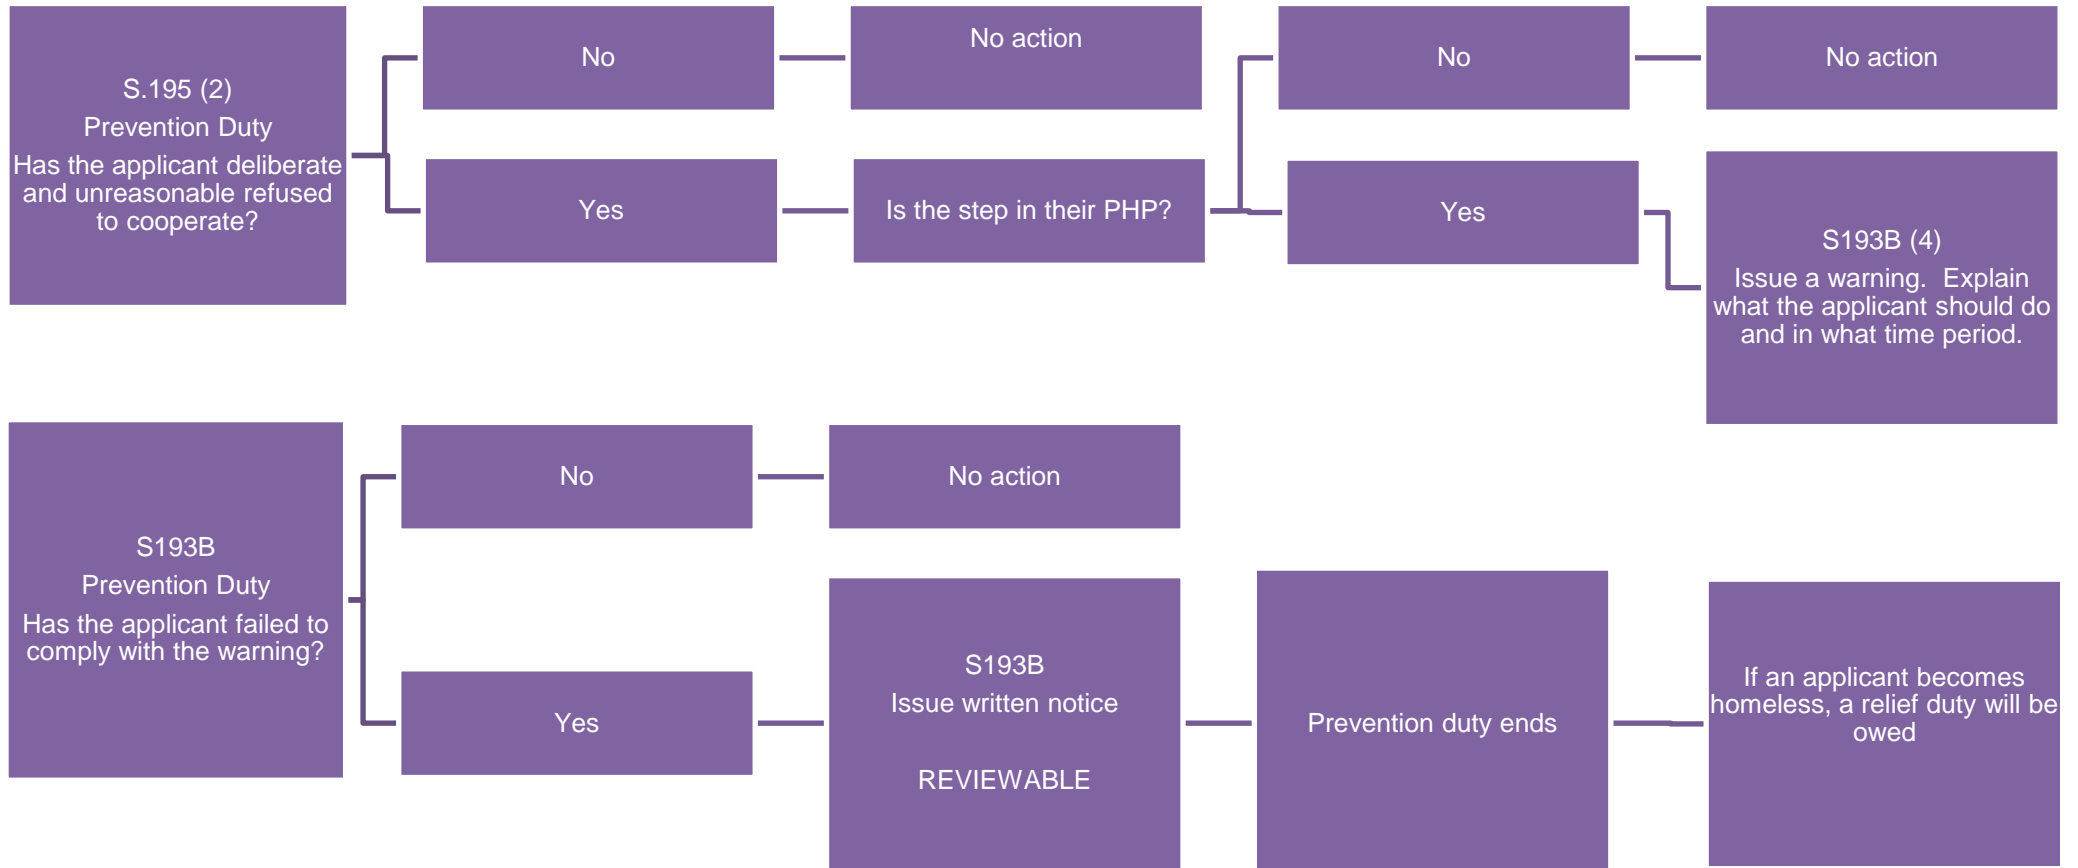 S.195 (2)
Prevention Duty
Has the applicant deliberate
and unreasonable refused
to cooperate?
No
No action
Yes
Is the step in their PHP?
No
No action
Yes
S193B (4)
Issue a warning.  Explain
what the applicant should do
and in what time period.
S193B
Prevention Duty
Has the applicant failed to
comply with the warning?
No
No action
Yes
S193B
Issue written notice
REVIEWABLE
Prevention duty ends
If an applicant becomes
homeless, a relief duty will be
owed